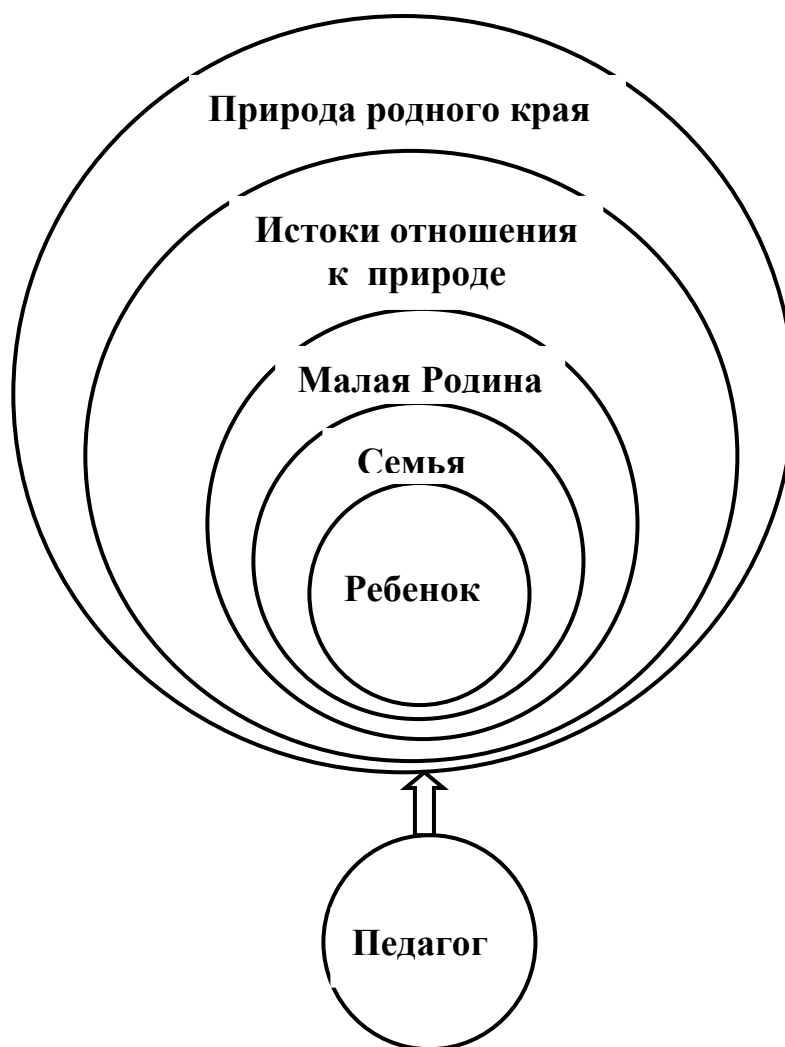 Природа родного края
Истоки отношения
к природе
Малая Родина
Семья
Ребенок
Педагог